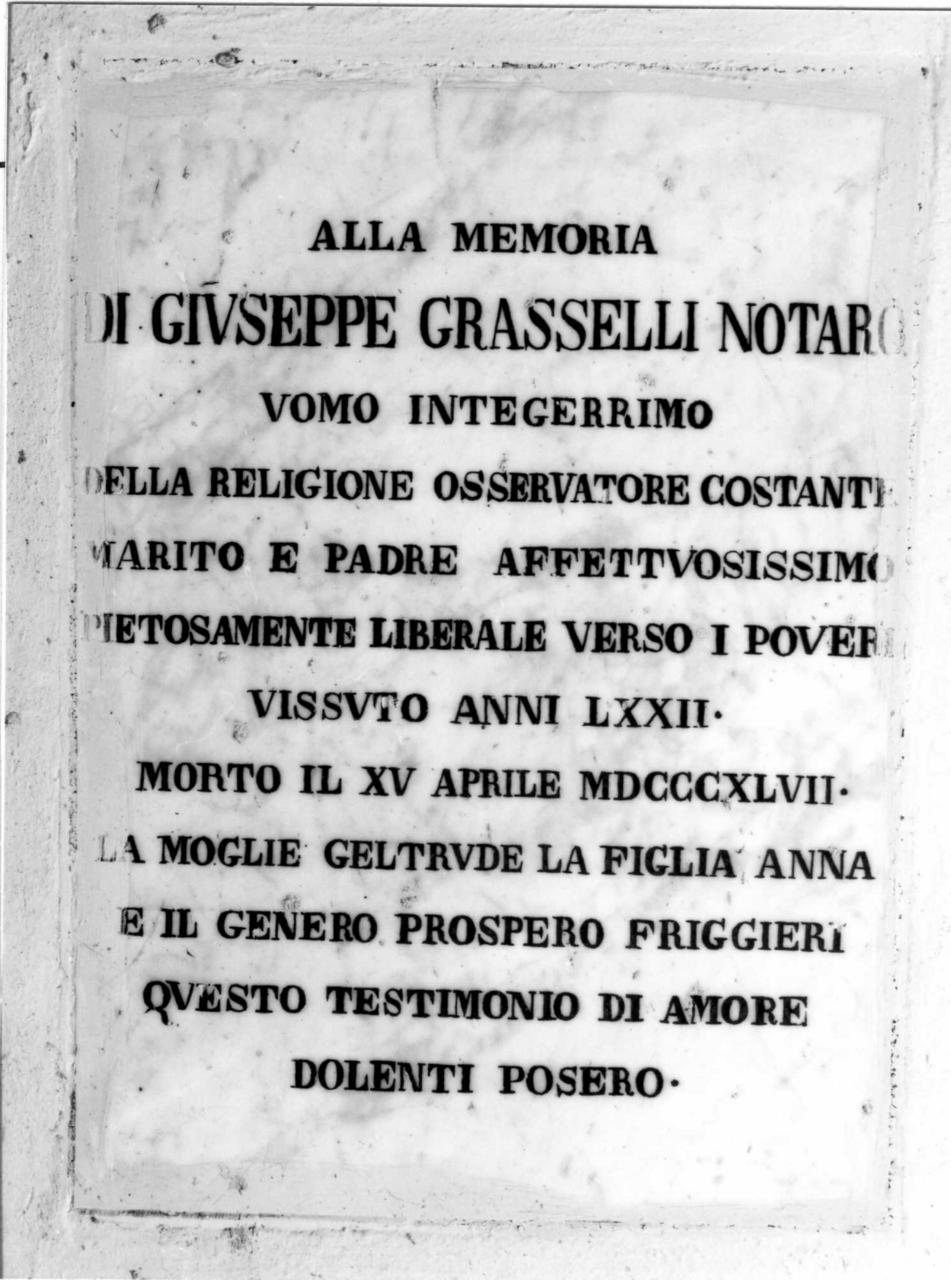 ALLA MEMORIA
DI GIVSEPPE GRASSELLI NOTARO
VOMO INTEGERRIMO
DELLA RELIGIONE OSSERVATORE COSTANTE
MARITO E PADRE AFFETTVOSISSIMO
PIETOSAMENTE LIBERALE VERSO I POVERI
VISSVTO ANNI LXXII·
MORTO IL XV APRILE MDCCCXLVII·
LA MOGLIE GELTRVDE LA FIGLIA ANNA
E IL GENERO PROSPERO FRIGGIERI
QVESTO TESTIMONIO DI AMORE
DOLENTI POSERO·